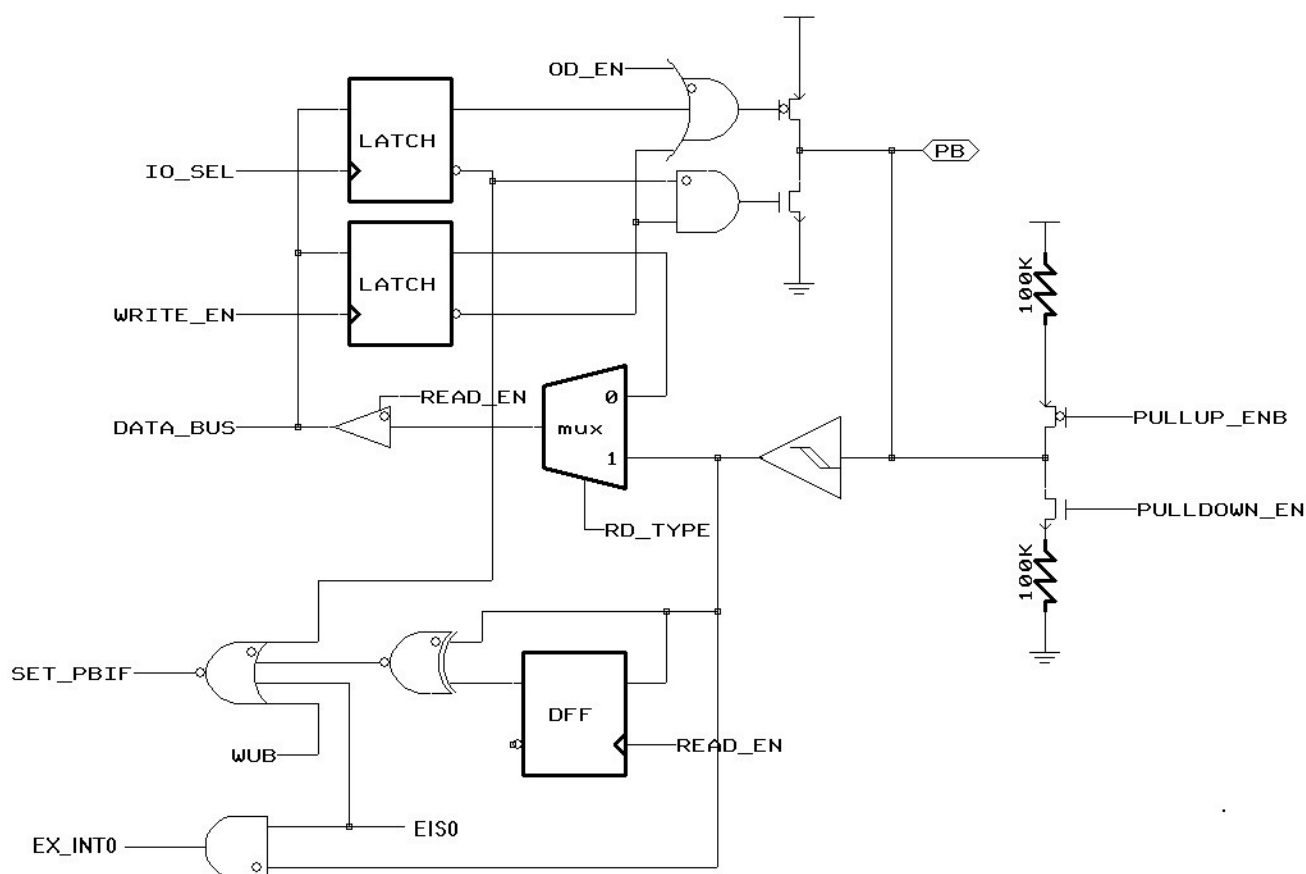 OD_EN
LATCH
PB
IO_SEL
LATCH
WRITE_EN
100K
READ_EN
0
DATA_BUS
mux
PULLUP_ENB
1
PULLDOWN_EN
RD_TYPE
100K
SET_PBIF
DFF
WUB
READ_EN
EIS0
EX_INT0